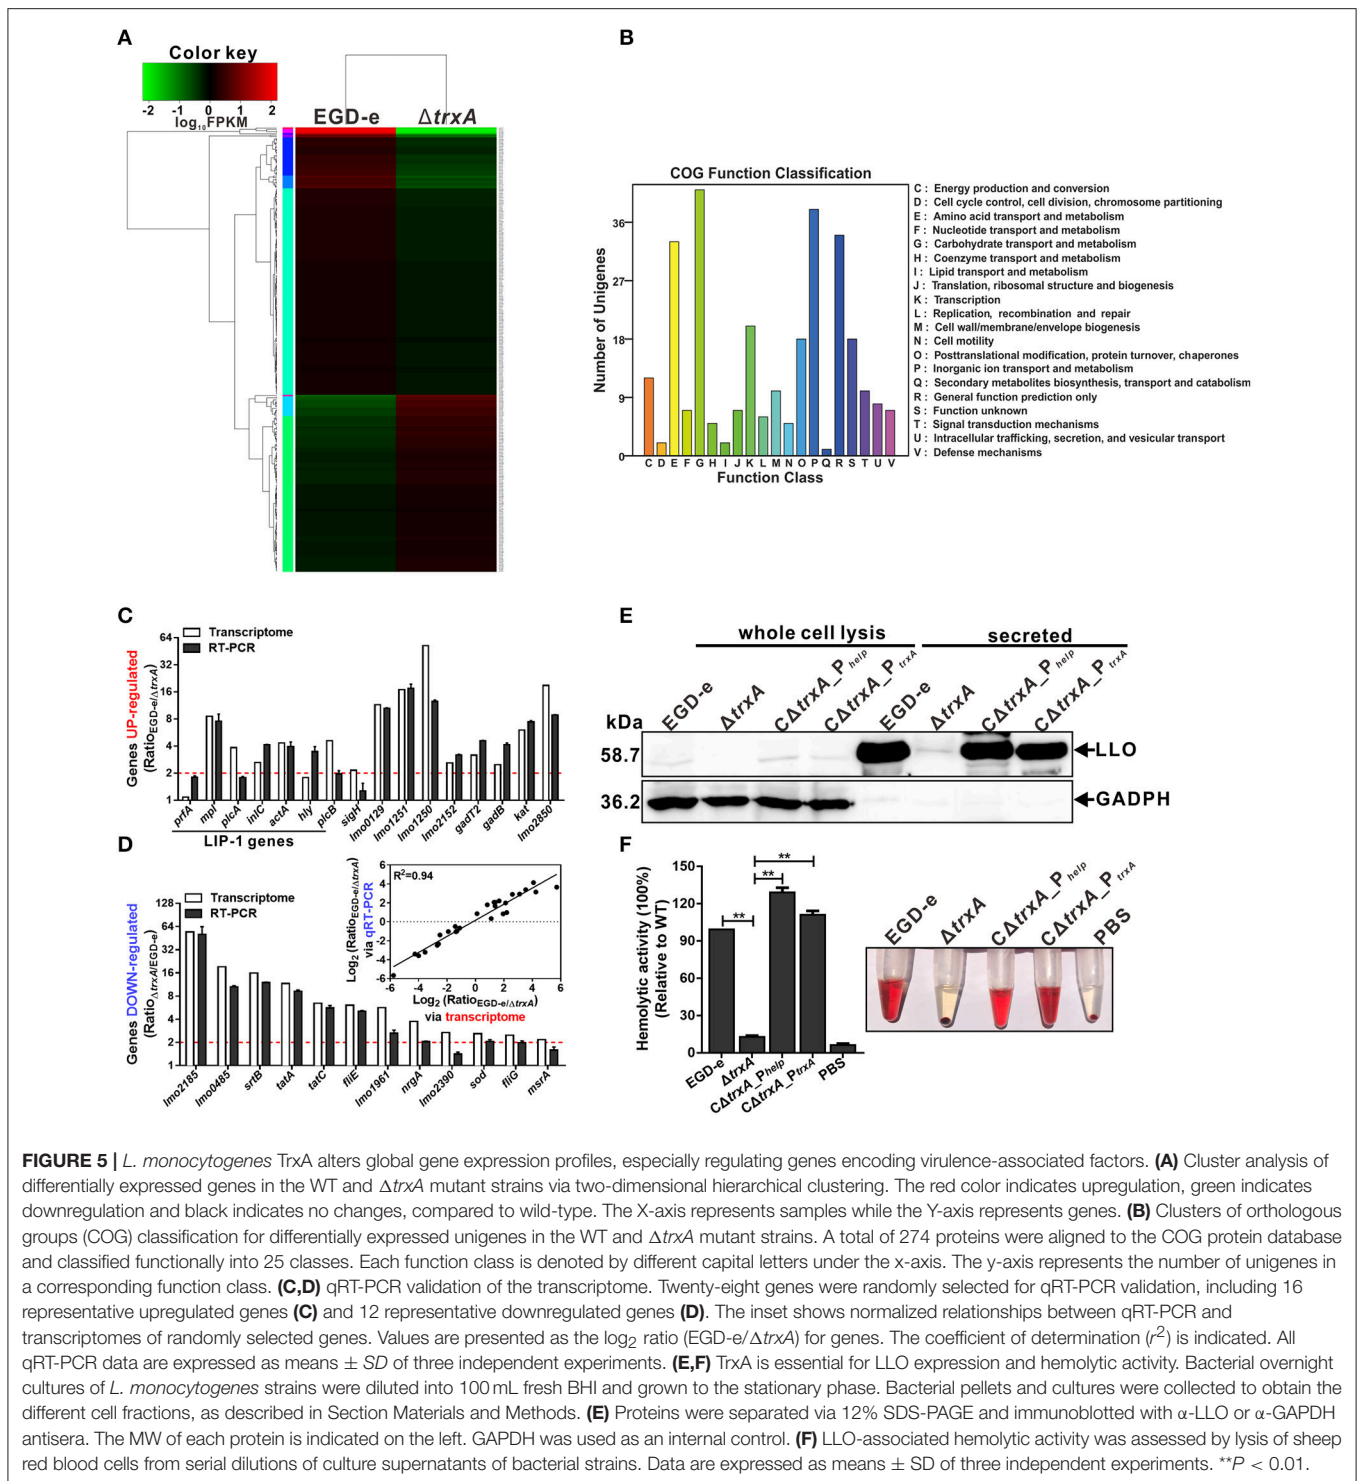 A
Color key
-2 -1 0 1 2
log₁₀FPKM
EGD-e ΔtrxA
B
COG Function Classification
Number of Unigenes
36
27
18
9
0
C D E F G H I J K L M N O P Q R S T U V
Function Class
C : Energy production and conversion
D : Cell cycle control, cell division, chromosome partitioning
E : Amino acid transport and metabolism
F : Nucleotide transport and metabolism
G : Carbohydrate transport and metabolism
H : Coenzyme transport and metabolism
I : Lipid transport and metabolism
J : Translation, ribosomal structure and biogenesis
K : Transcription
L : Replication, recombination and repair
M : Cell wall/membrane/envelope biogenesis
N : Cell motility
O : Posttranslational modification, protein turnover, chaperones
P : Inorganic ion transport and metabolism
Q : Secondary metabolites biosynthesis, transport and catabolism
R : General function prediction only
S : Function unknown
T : Signal transduction mechanisms
U : Intracellular trafficking, secretion, and vesicular transport
V : Defense mechanisms
C
Transcriptome
RT-PCR
Genes UP-regulated
(Ratio EGD-e/ΔtrxA)
64
32
16
8
4
2
1
prfA mpl plcA inlC actA hly plcB sigH lmo0129 lmo1251 lmo1250 lmo2152 gadT2 gadB kat lmo2850
LIP-1 genes
D
Transcriptome
RT-PCR
Genes DOWN-regulated
(Ratio ΔtrxA/EGD-e)
128
64
32
16
8
4
2
1
lmo2185 lmo0485 srtB tatA tatC fliE lmo1961 nrgA lmo2390 sod fliG msrA
R²=0.94
Log₂ (Ratio EGD-e/ΔtrxA)
via qRT-PCR
6
4
2
0
-2
-4
-6
-6 -4 -2 0 2 4 6
Log₂ (Ratio EGD-e/ΔtrxA)
via transcriptome
E
whole cell lysis secreted
EGD-e ΔtrxA CΔtrxA_P help CΔtrxA_P trxA EGD-e ΔtrxA CΔtrxA_P help CΔtrxA_P trxA
kDa
58.7 LLO
36.2 GADPH
F
Hemolytic activity (100%)
(Relative to WT)
150
120
90
60
30
0
** ** **
EGD-e ΔtrxA CΔtrxA_Phelp CΔtrxA_PtrxA PBS
EGD-e ΔtrxA CΔtrxA_P help CΔtrxA_P trxA PBS
FIGURE 5 | L. monocytogenes TrxA alters global gene expression profiles, especially regulating genes encoding virulence-associated factors. (A) Cluster analysis of
differentially expressed genes in the WT and ΔtrxA mutant strains via two-dimensional hierarchical clustering. The red color indicates upregulation, green indicates
downregulation and black indicates no changes, compared to wild-type. The X-axis represents samples while the Y-axis represents genes. (B) Clusters of orthologous
groups (COG) classification for differentially expressed unigenes in the WT and ΔtrxA mutant strains. A total of 274 proteins were aligned to the COG protein database
and classified functionally into 25 classes. Each function class is denoted by different capital letters under the x-axis. The y-axis represents the number of unigenes in
a corresponding function class. (C,D) qRT-PCR validation of the transcriptome. Twenty-eight genes were randomly selected for qRT-PCR validation, including 16
representative upregulated genes (C) and 12 representative downregulated genes (D). The inset shows normalized relationships between qRT-PCR and
transcriptomes of randomly selected genes. Values are presented as the log₂ ratio (EGD-e/ΔtrxA) for genes. The coefficient of determination (r²) is indicated. All
qRT-PCR data are expressed as means ± SD of three independent experiments. (E,F) TrxA is essential for LLO expression and hemolytic activity. Bacterial overnight
cultures of L. monocytogenes strains were diluted into 100 mL fresh BHI and grown to the stationary phase. Bacterial pellets and cultures were collected to obtain the
different cell fractions, as described in Section Materials and Methods. (E) Proteins were separated via 12% SDS-PAGE and immunoblotted with α-LLO or α-GAPDH
antisera. The MW of each protein is indicated on the left. GAPDH was used as an internal control. (F) LLO-associated hemolytic activity was assessed by lysis of sheep
red blood cells from serial dilutions of culture supernatants of bacterial strains. Data are expressed as means ± SD of three independent experiments. **P < 0.01.